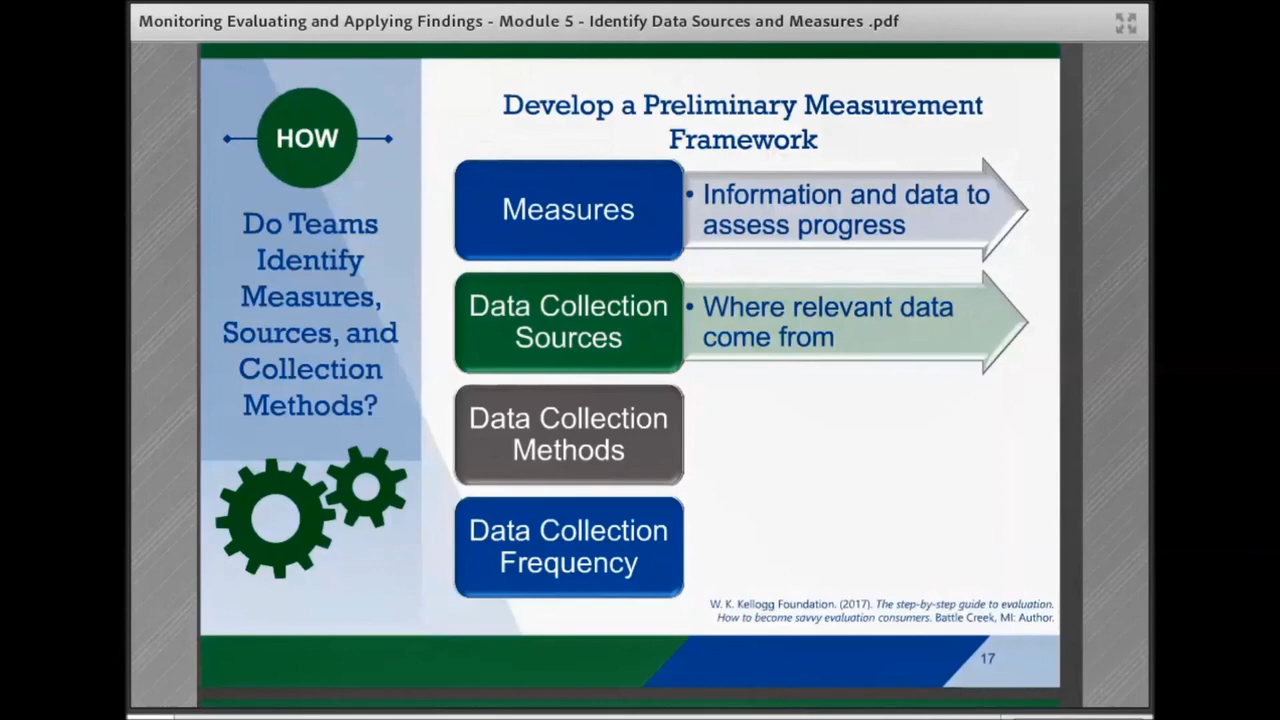 Monitoring Evaluating and Applying Findings - Module 5 - Identify Data Sources and Measures .pdf
HOW
Do Teams
Identify
Measures,
Sources, and
Collection
Methods?
Develop a Preliminary Measurement
Framework
Measures
• Information and data to
assess progress
Data Collection
Sources
• Where relevant data
come from
Data Collection
Methods
Data Collection
Frequency
W. K. Kellogg Foundation. (2017). The step-by-step guide to evaluation.
How to become savvy evaluation consumers. Battle Creek, MI: Author.
17